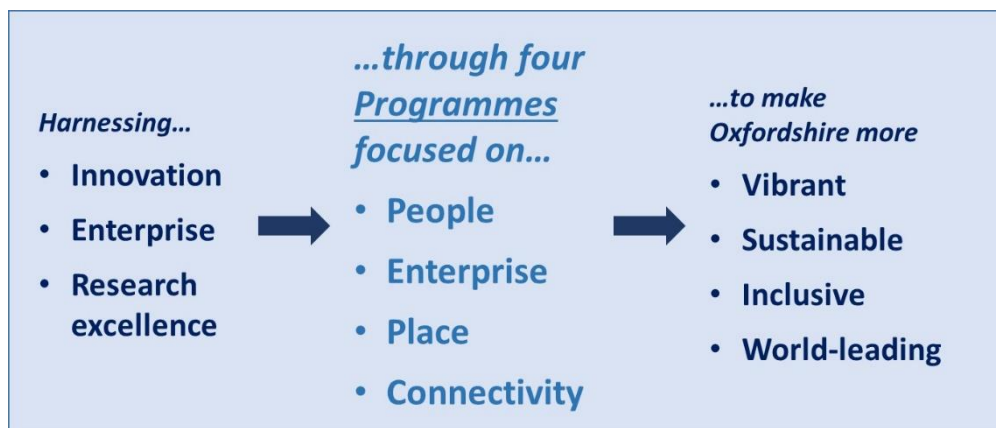 Harnessing...
• Innovation
• Enterprise
• Research
excellence
...through four
Programmes
focused on...
• People
• Enterprise
• Place
• Connectivity
...to make
Oxfordshire more
• Vibrant
• Sustainable
• Inclusive
• World-leading